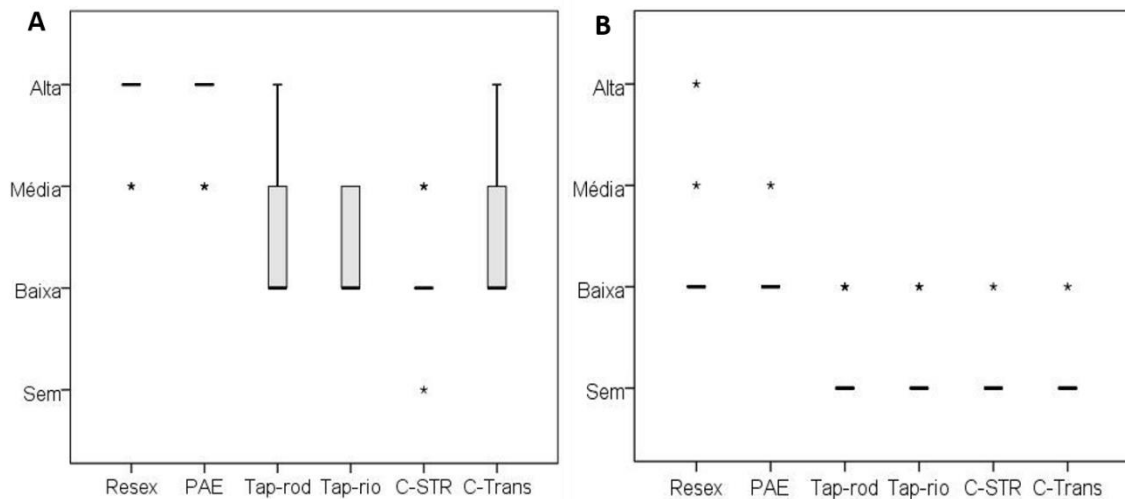 A
Alta
Média
Baixa
Sem
Resex PAE Tap-rod Tap-rio C-STR C-Trans
B
Alta
Média
Baixa
Sem
Resex PAE Tap-rod Tap-rio C-STR C-Trans